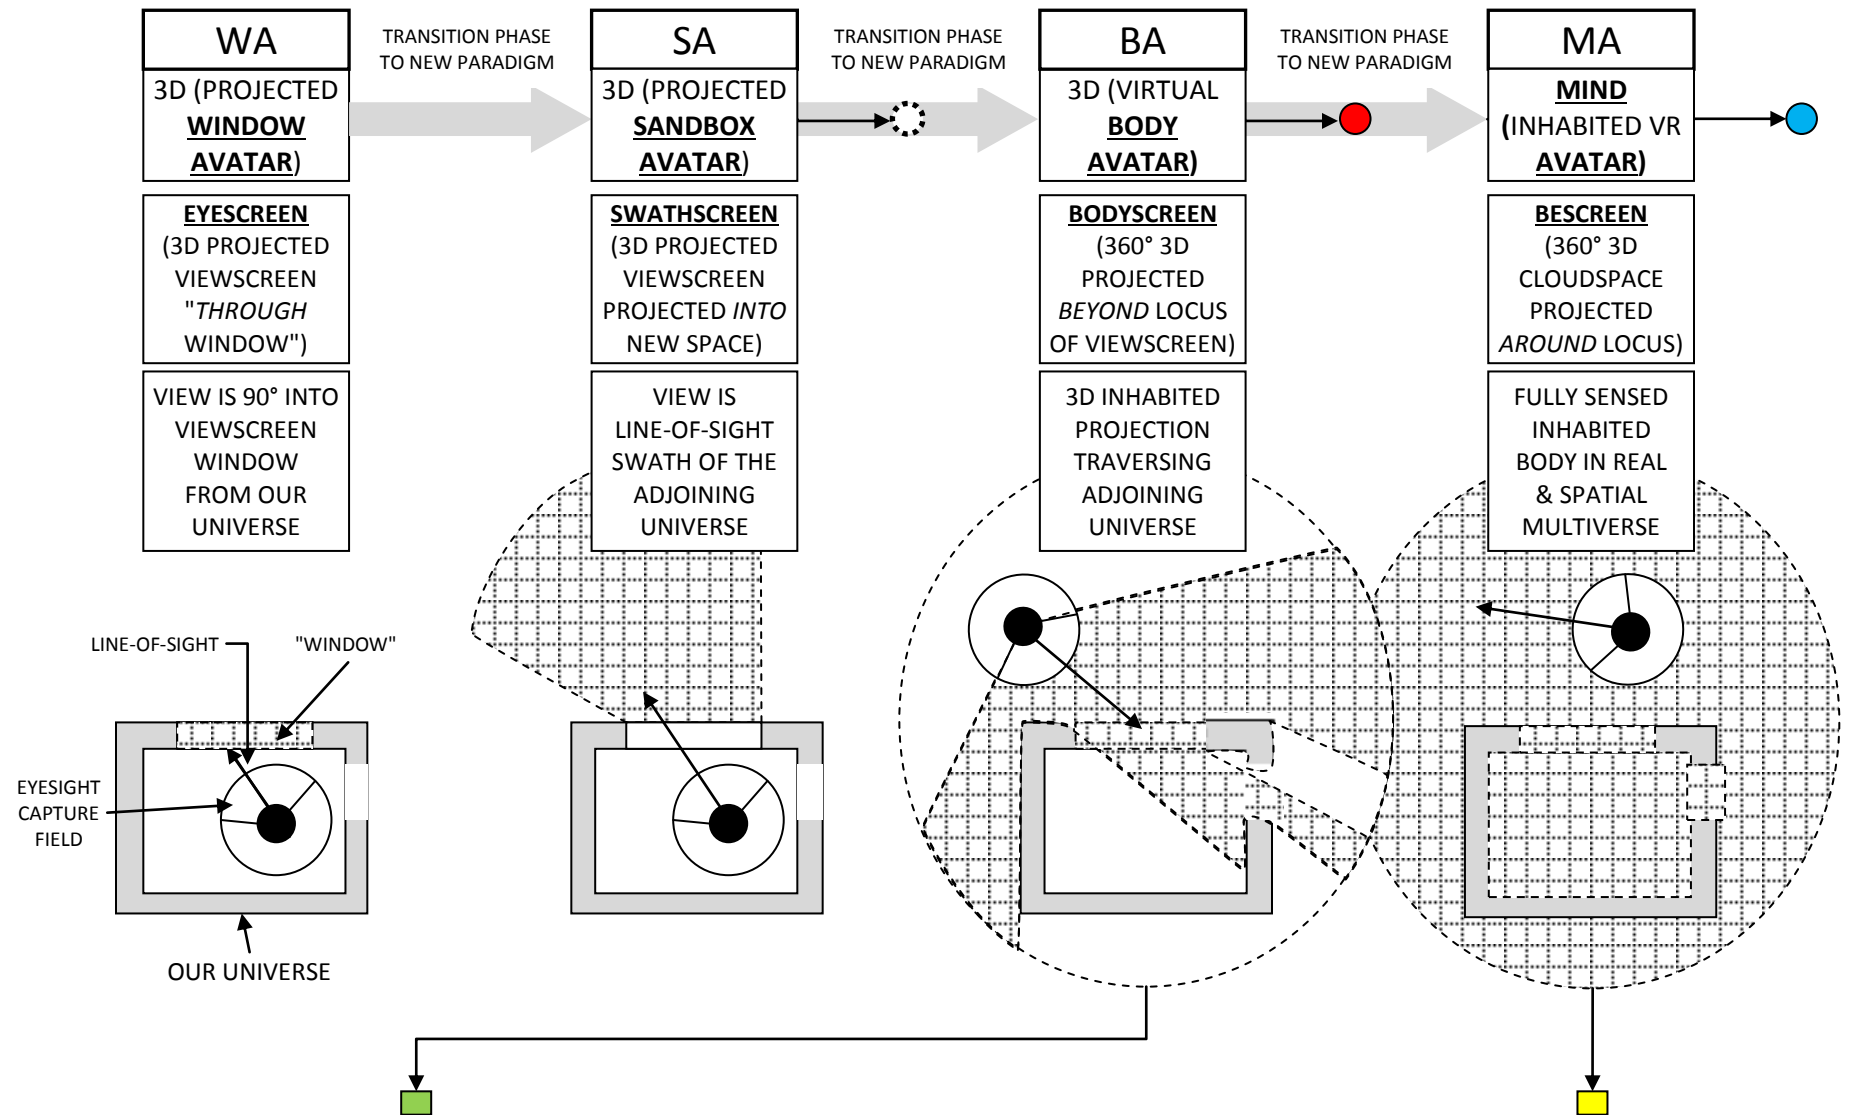 WA
3D (PROJECTED
WINDOW
AVATAR)
TRANSITION PHASE
TO NEW PARADIGM
SA
3D (PROJECTED
SANDBOX
AVATAR)
TRANSITION PHASE
TO NEW PARADIGM
BA
3D (VIRTUAL
BODY
AVATAR)
TRANSITION PHASE
TO NEW PARADIGM
MA
MIND
(INHABITED VR
AVATAR)
EYESCREEN
(3D PROJECTED
VIEWSCREEN
"THROUGH
WINDOW")
SWATHSCREEN
(3D PROJECTED
VIEWSCREEN
PROJECTED INTO
NEW SPACE)
BODYSCREEN
(360° 3D
PROJECTED
BEYOND LOCUS
OF VIEWSCREEN)
BESCREEN
(360° 3D
CLOUDSPACE
PROJECTED
AROUND LOCUS)
VIEW IS 90° INTO
VIEWSCREEN
WINDOW
FROM OUR
UNIVERSE
VIEW IS
LINE-OF-SIGHT
SWATH OF THE
ADJOINING
UNIVERSE
3D INHABITED
PROJECTION
TRAVERSING
ADJOINING
UNIVERSE
FULLY SENSED
INHABITED
BODY IN REAL
& SPATIAL
MULTIVERSE
LINE-OF-SIGHT
"WINDOW"
EYESIGHT
CAPTURE
FIELD
OUR UNIVERSE